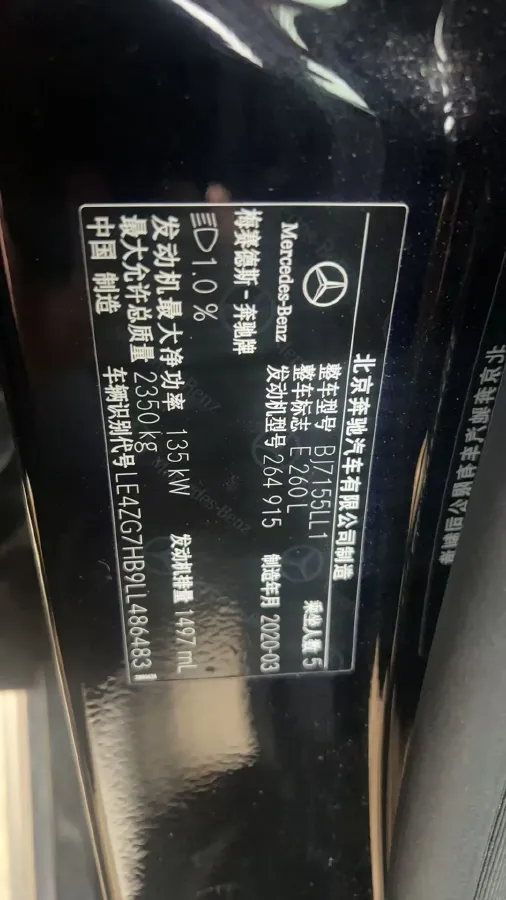 北京奔驰汽车有限公司制造
Mercedes-Benz
整车型号 BJ7155LL1
乘坐人数 5
整车标志 E 260 L
梅赛德斯-奔驰牌
发动机型号 264 915
制造年月 2020-03
1.0 %
发动机最大净功率 135 kW
发动机排量 1497 mL
最大允许总质量 2350 kg
中国 制造
车辆识别代号 LE4ZG7HB9LL486483